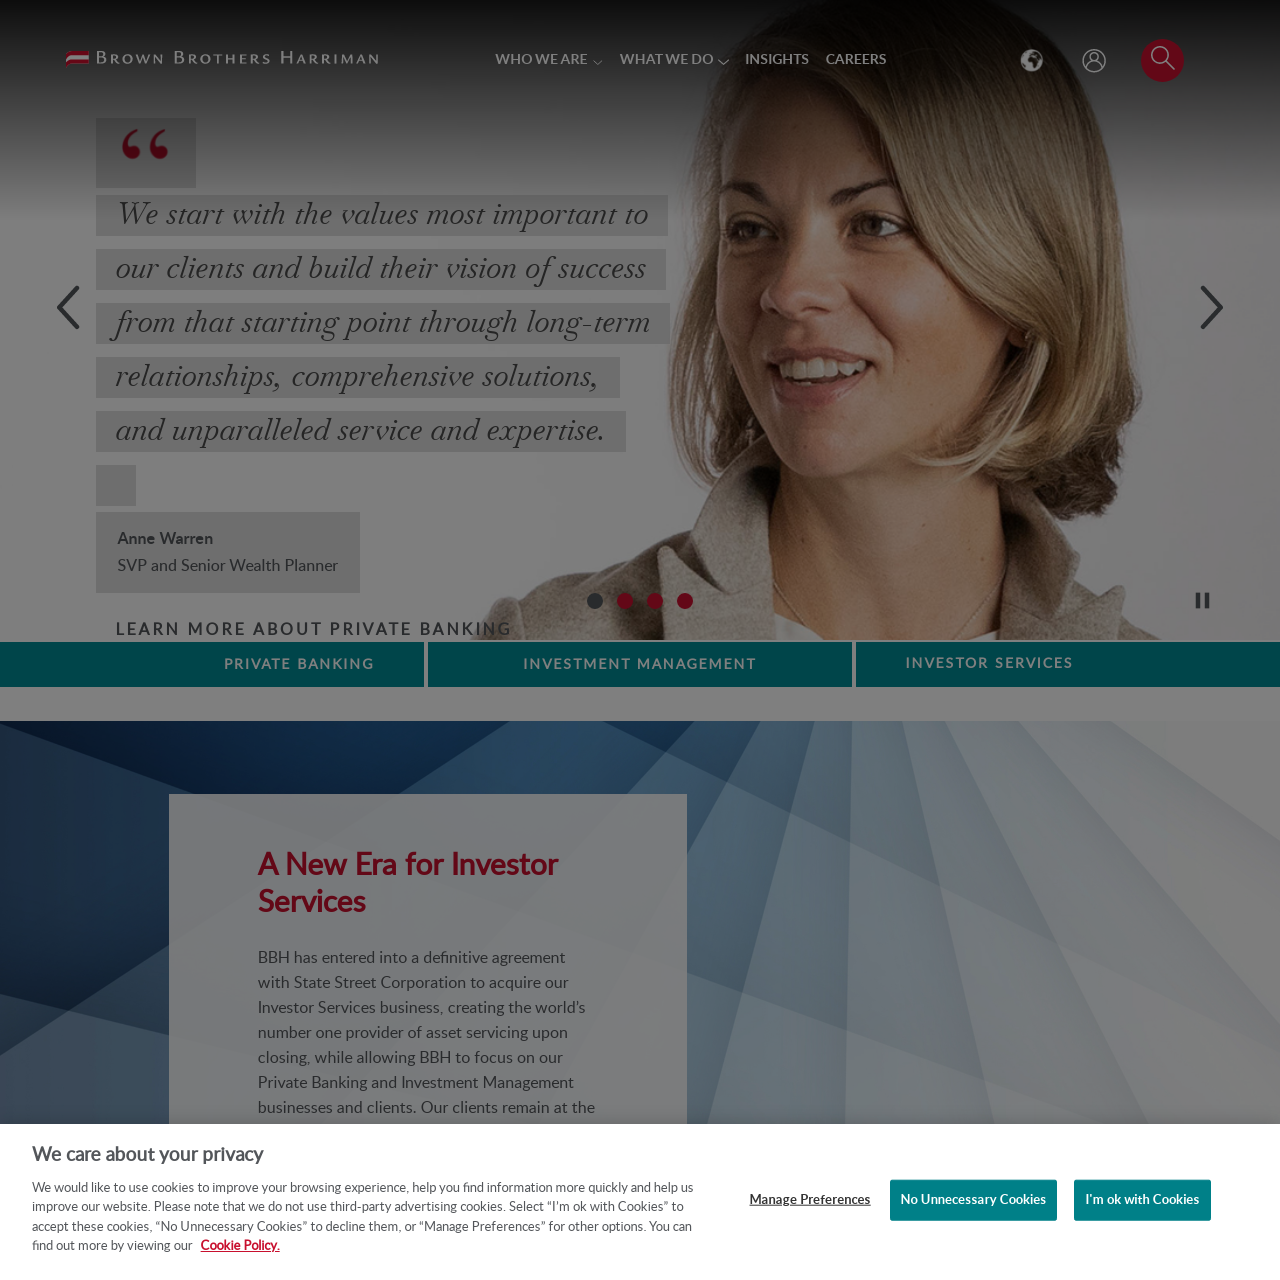 BROWN BROTHERS HARRIMAN
WHO WE ARE
WHAT WE DO
INSIGHTS
CAREERS
“
We start with the values most important to
our clients and build their vision of success
from that starting point through long-term
relationships, comprehensive solutions,
and unparalleled service and expertise.
Anne Warren
SVP and Senior Wealth Planner
LEARN MORE ABOUT PRIVATE BANKING
PRIVATE BANKING
INVESTMENT MANAGEMENT
INVESTOR SERVICES
A New Era for Investor
Services
BBH has entered into a definitive agreement
with State Street Corporation to acquire our
Investor Services business, creating the world’s
number one provider of asset servicing upon
closing, while allowing BBH to focus on our
Private Banking and Investment Management
businesses and clients. Our clients remain at the
We care about your privacy
We would like to use cookies to improve your browsing experience, help you find information more quickly and help us
improve our website. Please note that we do not use third-party advertising cookies. Select “I’m ok with Cookies” to
accept these cookies, “No Unnecessary Cookies” to decline them, or “Manage Preferences” for other options. You can
find out more by viewing our Cookie Policy.
Manage Preferences
No Unnecessary Cookies
I'm ok with Cookies